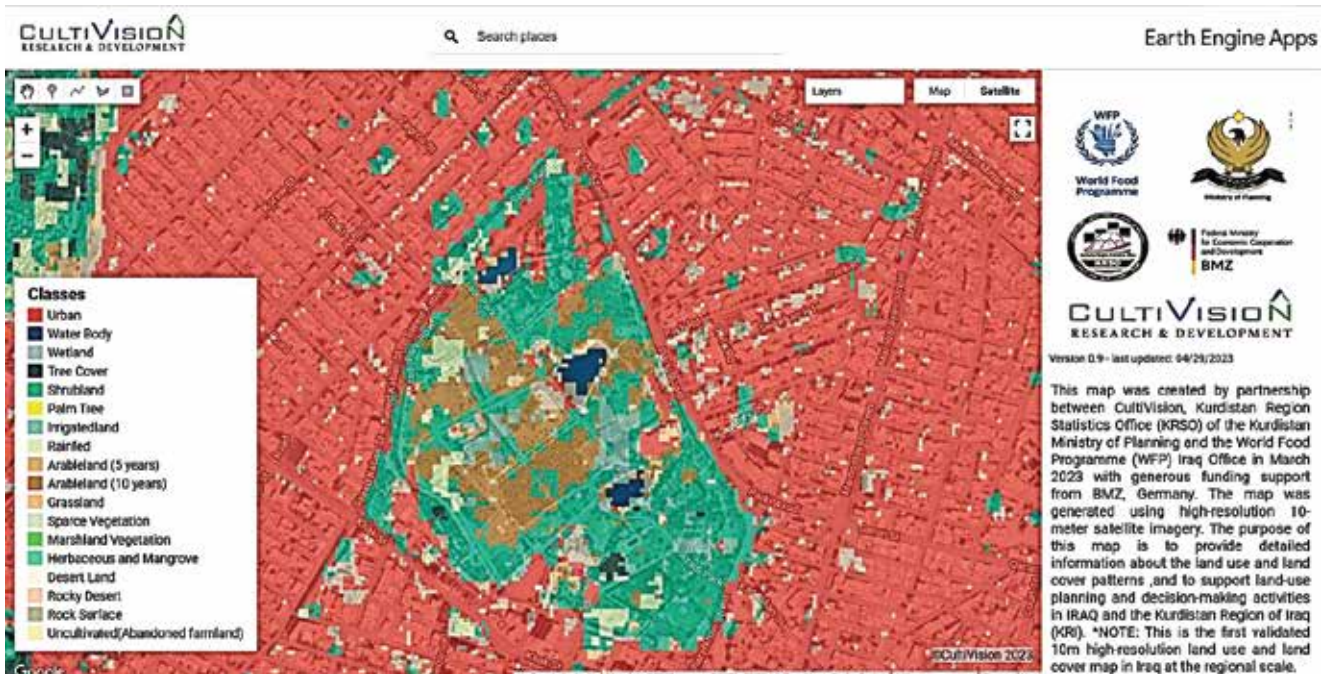 CULTIVISION
RESEARCH & DEVELOPMENT
Search places
Earth Engine Apps
Layers
Map
Satellite
+
−
Classes
Urban
Water Body
Wetland
Tree Cover
Shrubland
Palm Tree
Irrigatedland
Rainfed
Arableland (5 years)
Arableland (10 years)
Grassland
Sparce Vegetation
Marshland Vegetation
Herbaceous and Mangrove
Desert Land
Rocky Desert
Rock Surface
Uncultivated(Abandoned farmland)
Google
©CultiVision 2023
WFP
World Food
Programme
Ministry of Planning
KRSO
Federal Ministry
for Economic Cooperation
and Development
BMZ
CULTIVISION
RESEARCH & DEVELOPMENT
Version 0.9 - last updated: 04/29/2023
This map was created by partnership
between CultiVision, Kurdistan Region
Statistics Office (KRSO) of the Kurdistan
Ministry of Planning and the World Food
Programme (WFP) Iraq Office in March
2023 with generous funding support
from BMZ, Germany. The map was
generated using high-resolution 10-
meter satellite imagery. The purpose of
this map is to provide detailed
information about the land use and land
cover patterns ,and to support land-use
planning and decision-making activities
in IRAQ and the Kurdistan Region of Iraq
(KRI). *NOTE: This is the first validated
10m high-resolution land use and land
cover map in Iraq at the regional scale.